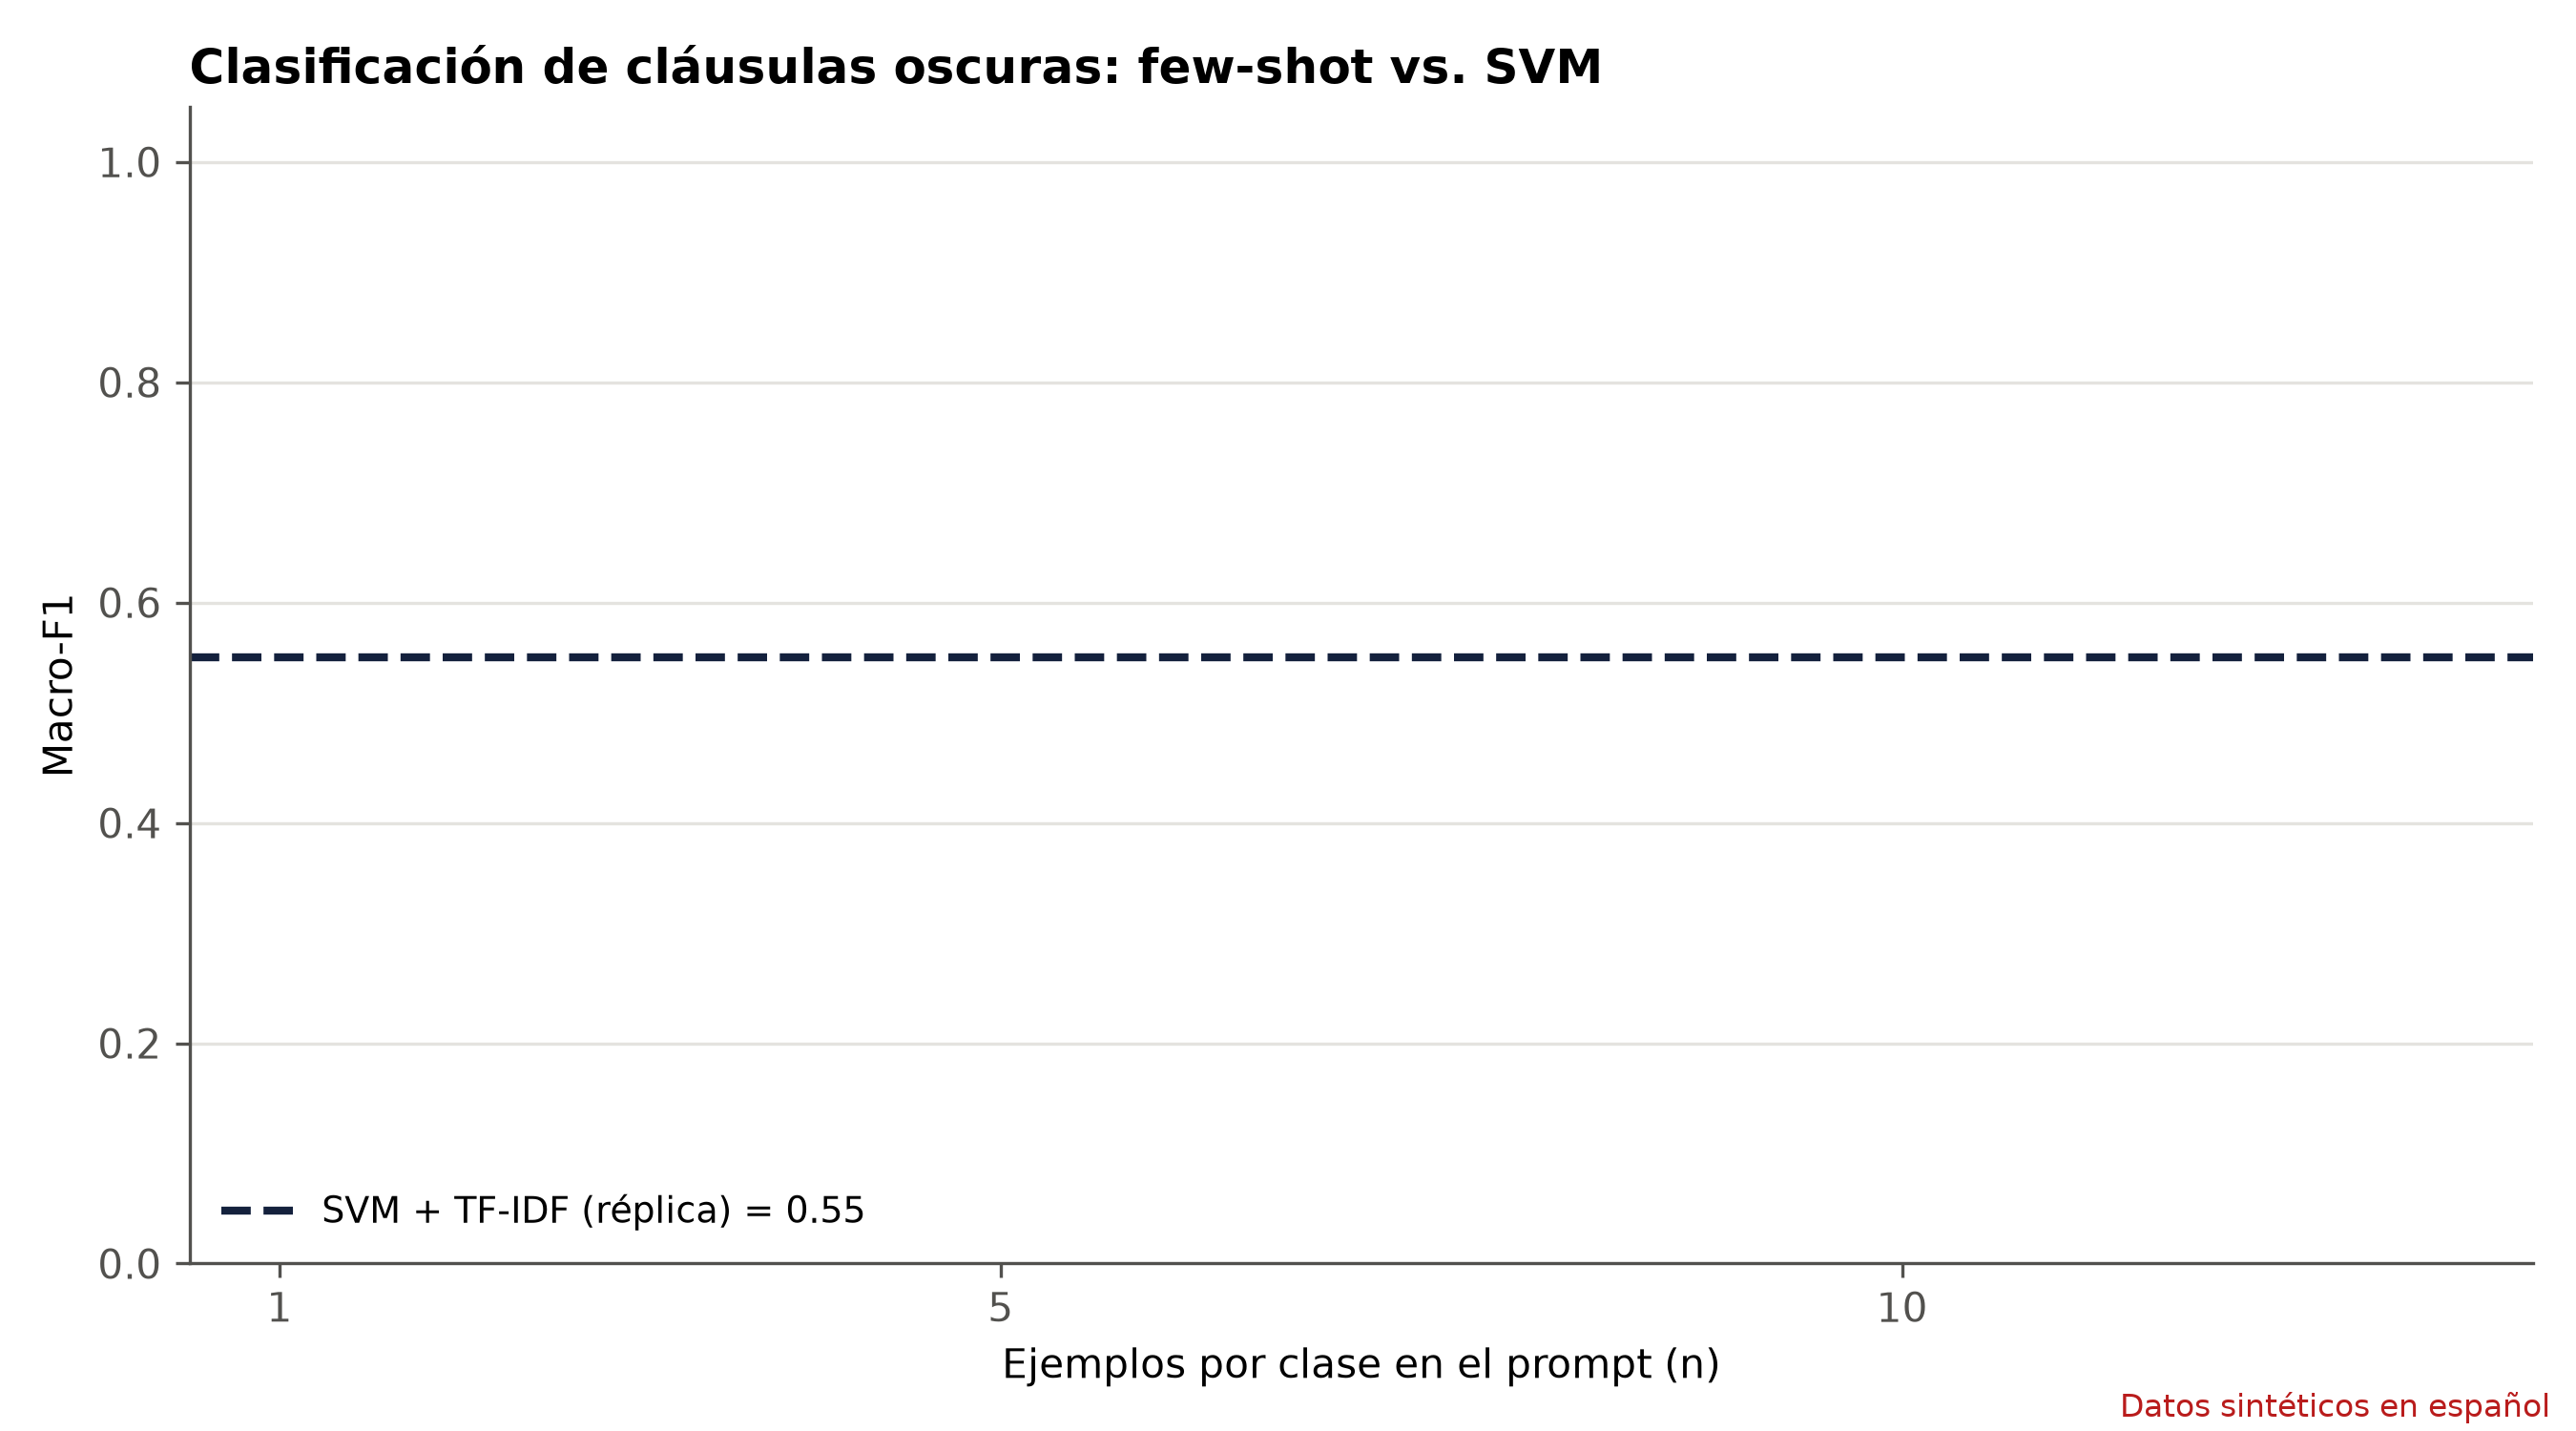 Clasificación de cláusulas oscuras: few-shot vs. SVM
Macro-F1
1.0
0.8
0.6
0.4
0.2
0.0
SVM + TF-IDF (réplica) = 0.55
1 5 10
Ejemplos por clase en el prompt (n)
Datos sintéticos en español